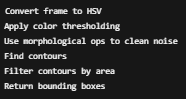 Convert frame to HSV
Apply color thresholding
Use morphological ops to clean noise
Find contours
Filter contours by area
Return bounding boxes